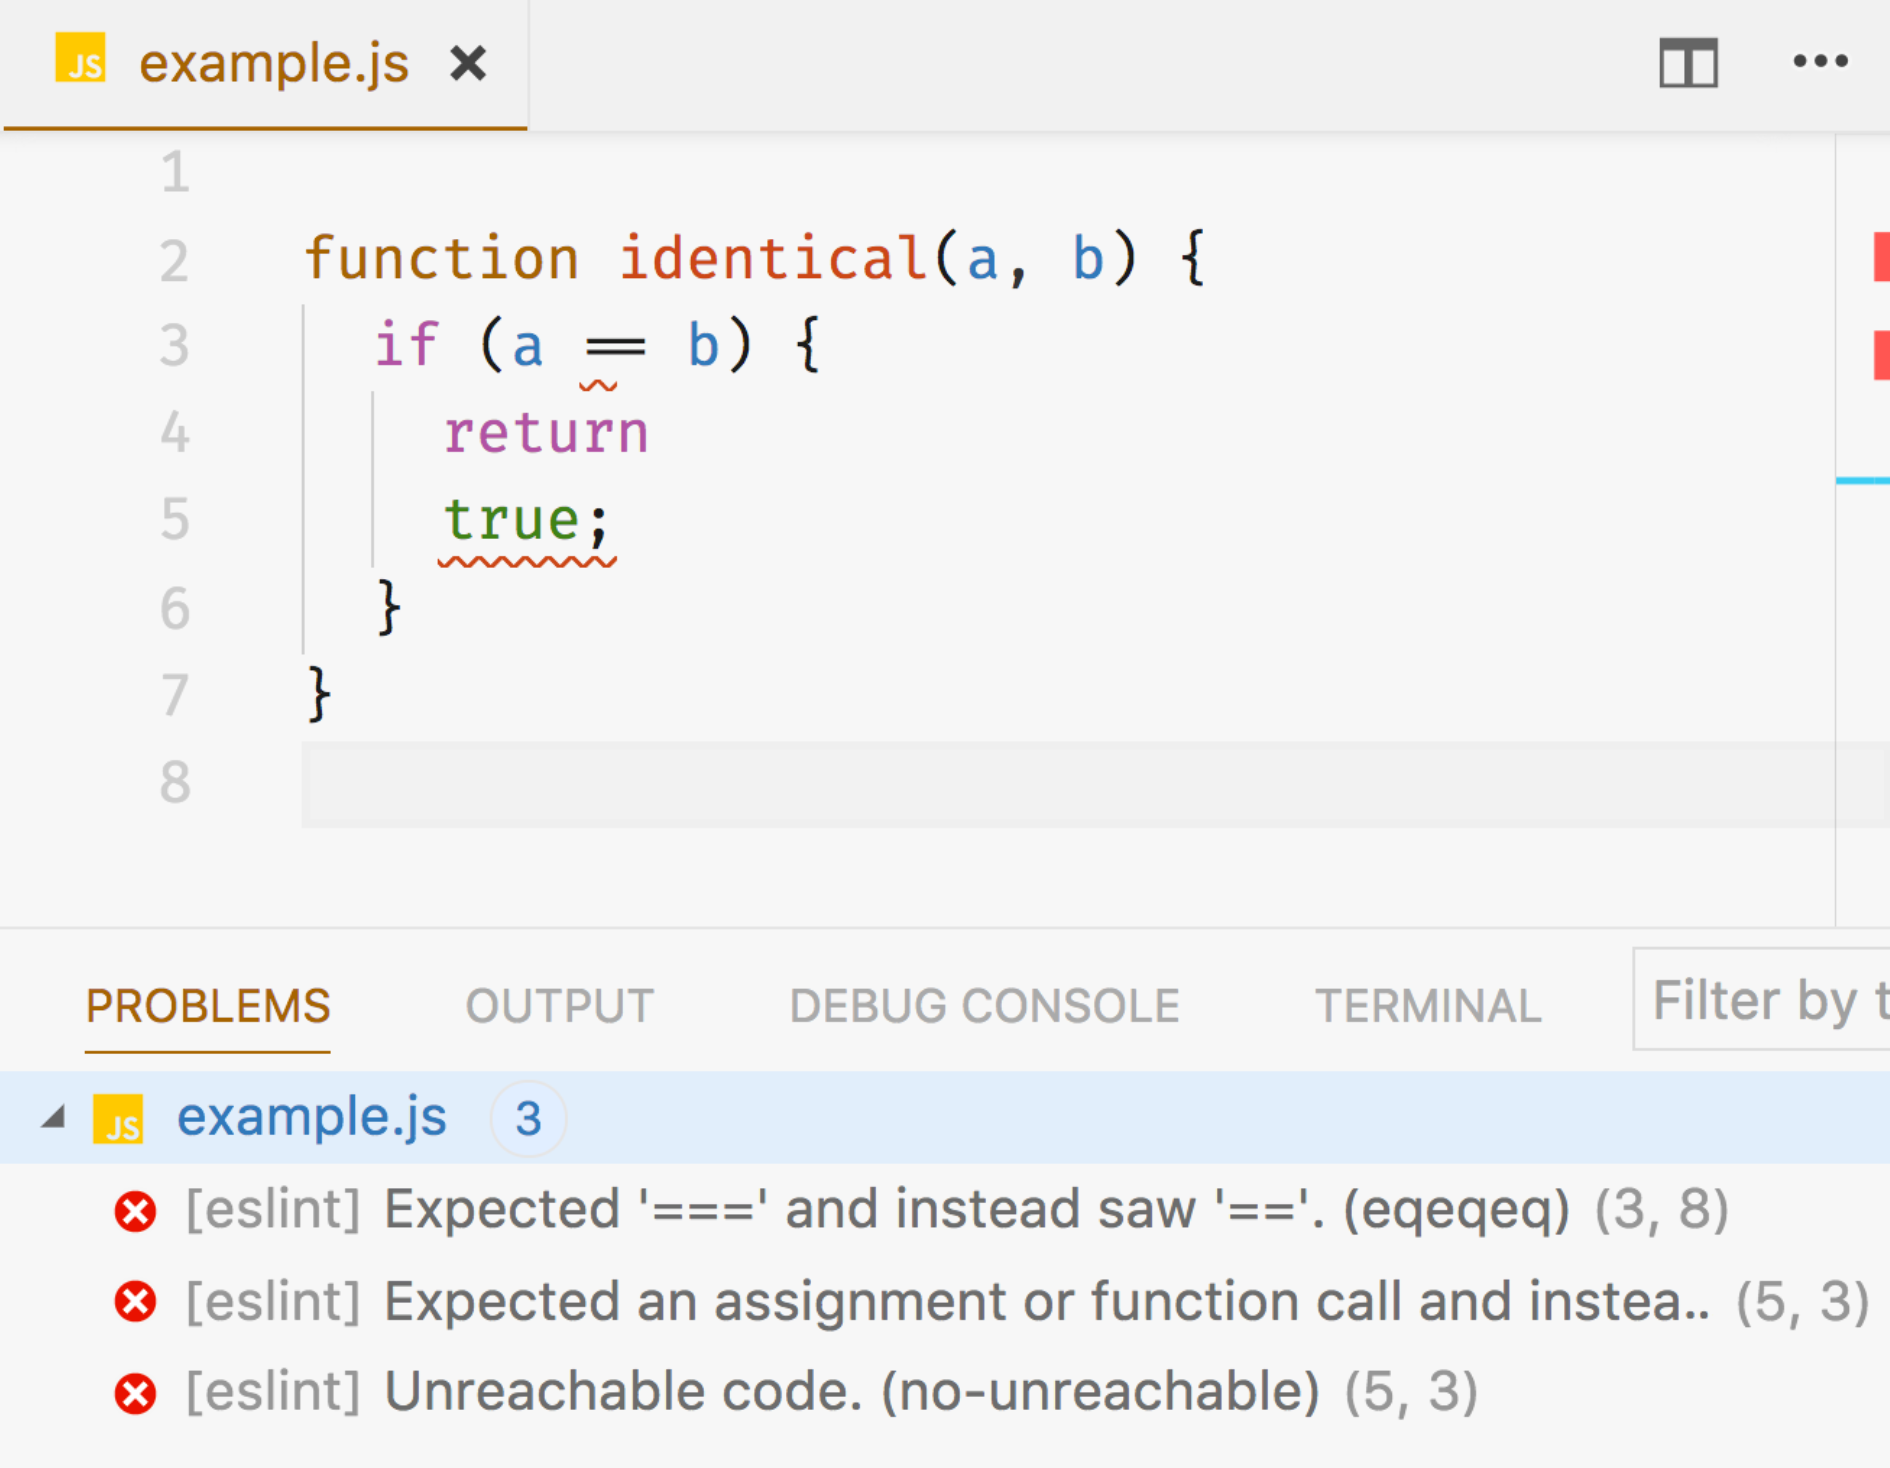 JS example.js
1
2 function identical(a, b) {
3 if (a == b) {
4 return
5 true;
6 }
7 }
8
PROBLEMS OUTPUT DEBUG CONSOLE TERMINAL Filter by t
JS example.js 3
[eslint] Expected '===' and instead saw '=='. (eqeqeq) (3, 8)
[eslint] Expected an assignment or function call and instea.. (5, 3)
[eslint] Unreachable code. (no-unreachable) (5, 3)